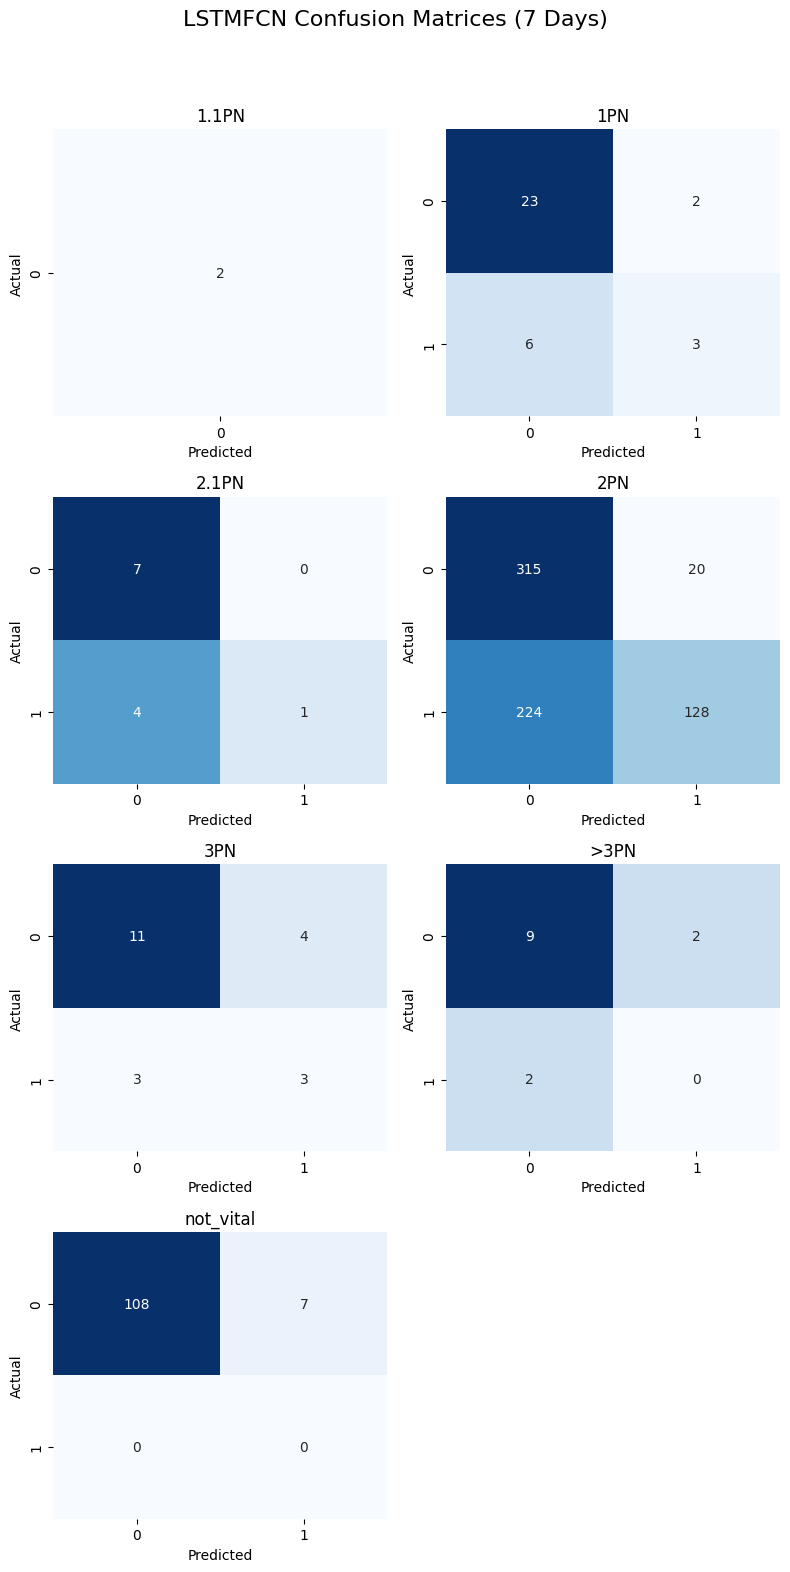 LSTMFCN Confusion Matrices (7 Days)
1.1PN
Actual
0
2
0
Predicted
1PN
Actual
0
1
23 2
6 3
0 1
Predicted
2.1PN
Actual
0
1
7 0
4 1
0 1
Predicted
2PN
Actual
0
1
315 20
224 128
0 1
Predicted
3PN
Actual
0
1
11 4
3 3
0 1
Predicted
>3PN
Actual
0
1
9 2
2 0
0 1
Predicted
not_vital
Actual
0
1
108 7
0 0
0 1
Predicted